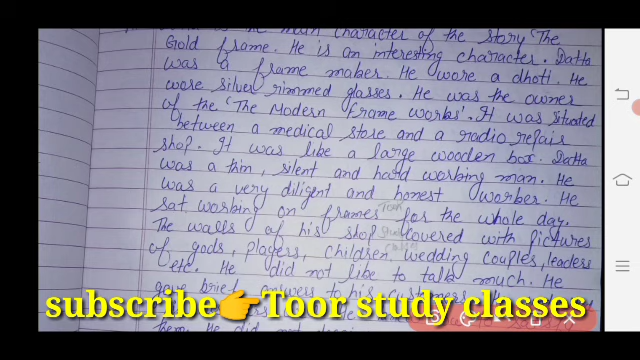 is the main character of the story 'The
Gold frame. He is an interesting character. Datta
was a frame maker. He wore a dhoti. He
wore silver rimmed glasses. He was the owner
of the 'The Modern frame works'. It was situated
between a medical store and a radio repair
shop. It was like a large wooden box. Datta
was a thin, silent and hard working man. He
was a very diligent and honest worker. He
sat working on frames for the whole day.
The walls of his shop covered with pictures
of gods, players, children, wedding couples, leaders
etc. He did not like to talk much. He
gave brief answers to his customers.
subscribe👉Toor study classes
them. He did not